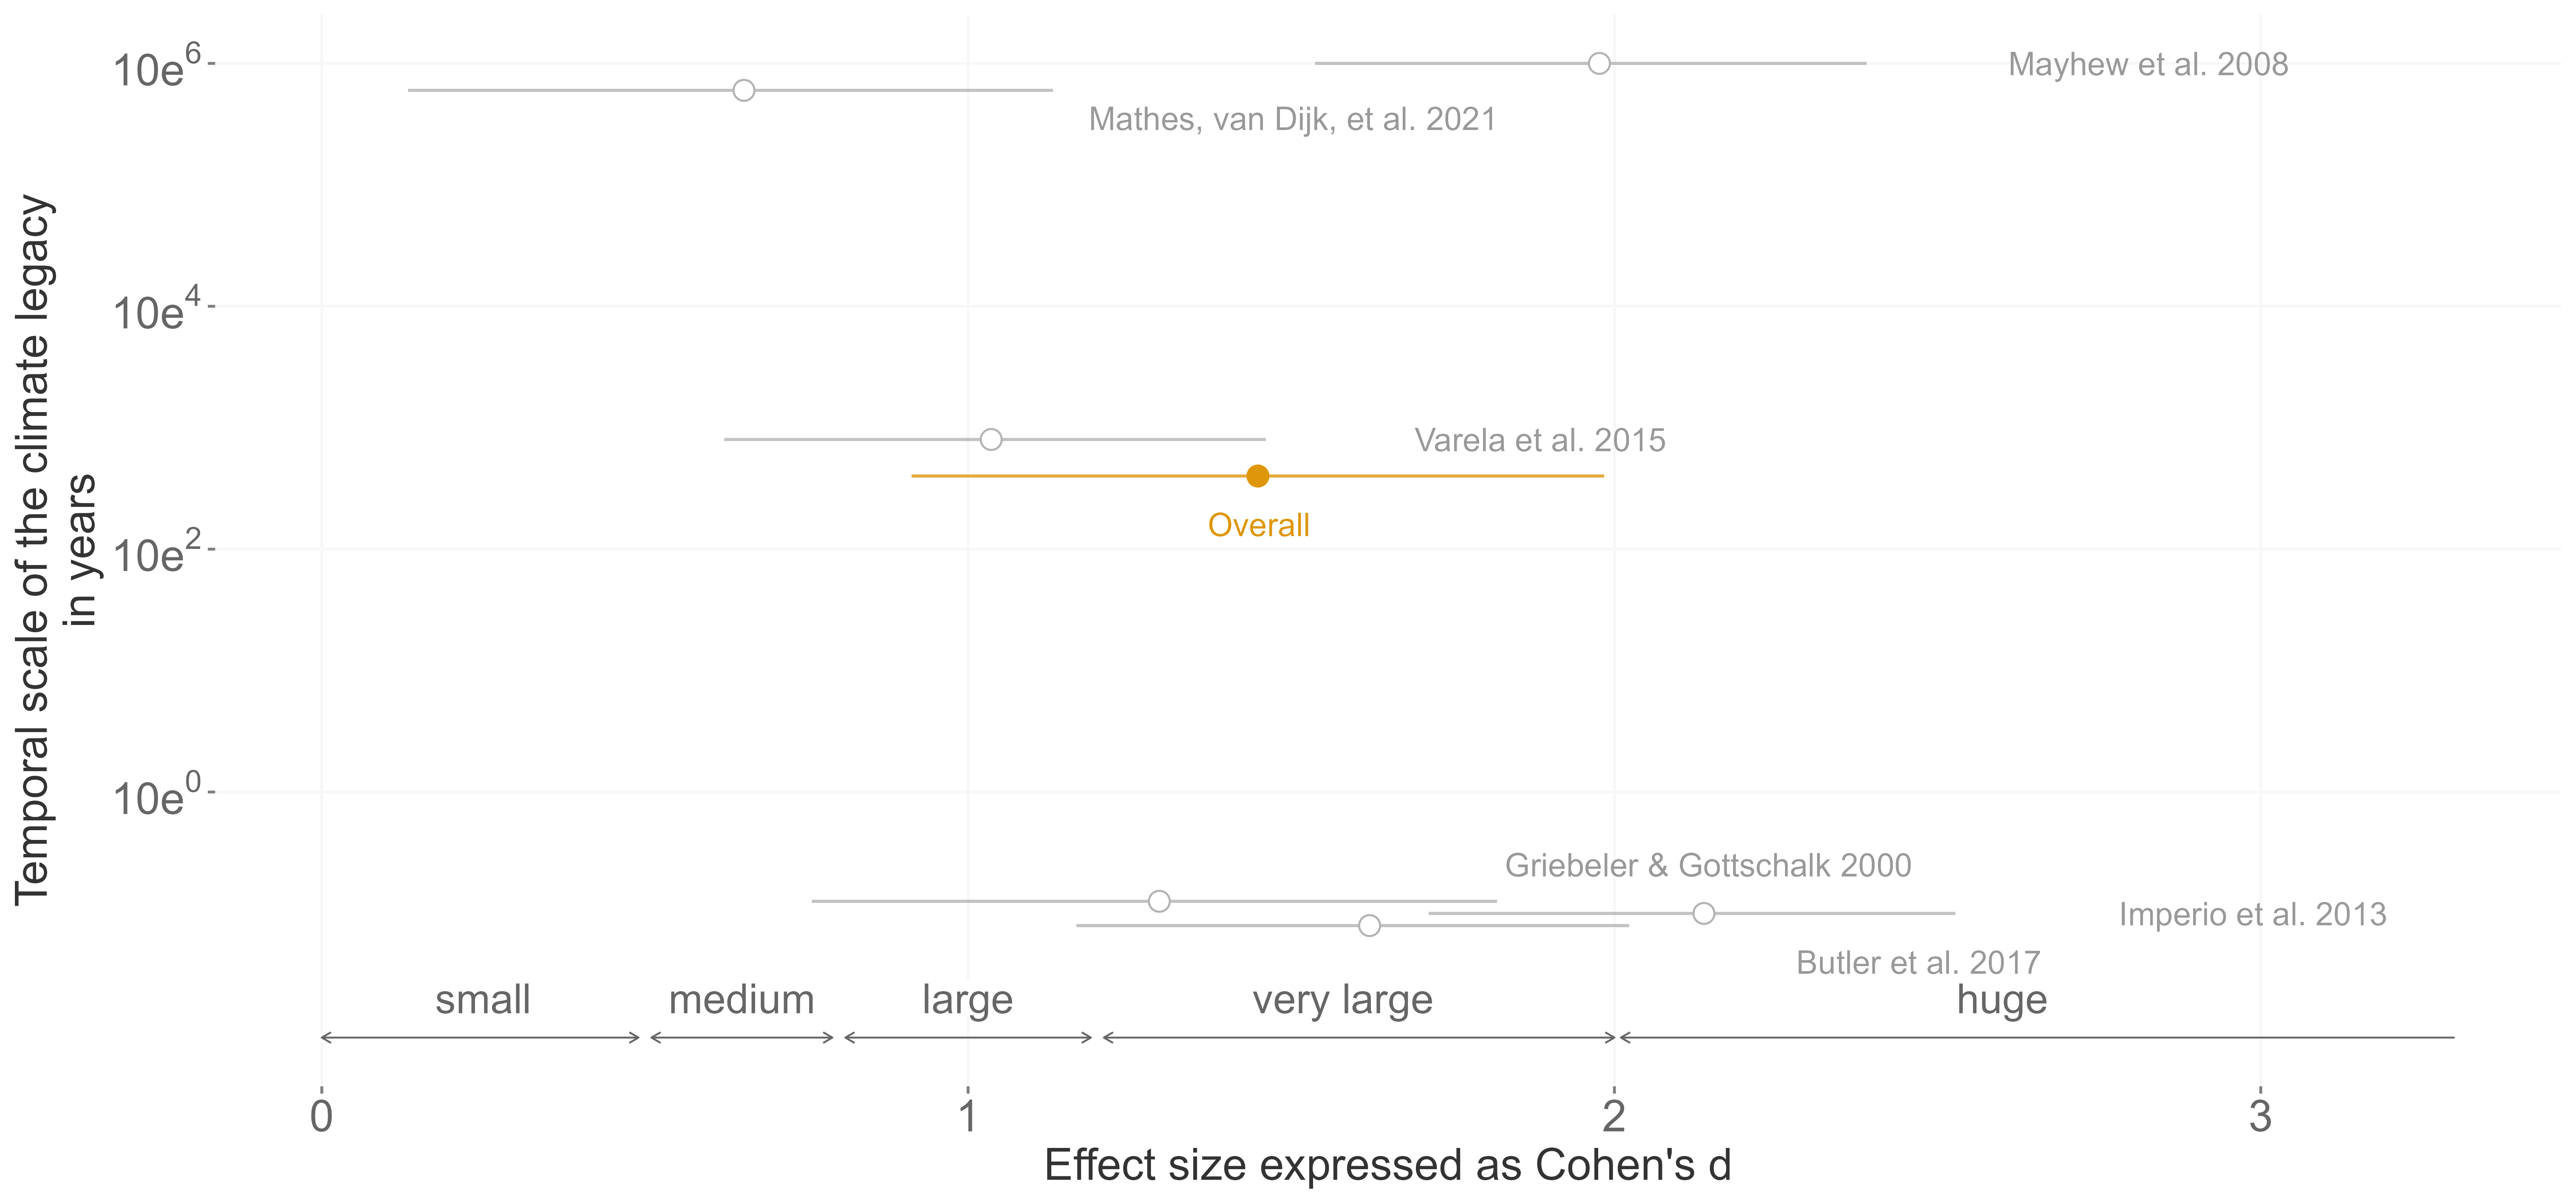 10e6
Mayhew et al. 2008
Mathes, van Dijk, et al. 2021
10e4
Varela et al. 2015
Overall
10e2
10e0
Griebeler & Gottschalk 2000
Imperio et al. 2013
Butler et al. 2017
small medium large very large huge
0 1 2 3
Effect size expressed as Cohen's d
Temporal scale of the climate legacy
in years